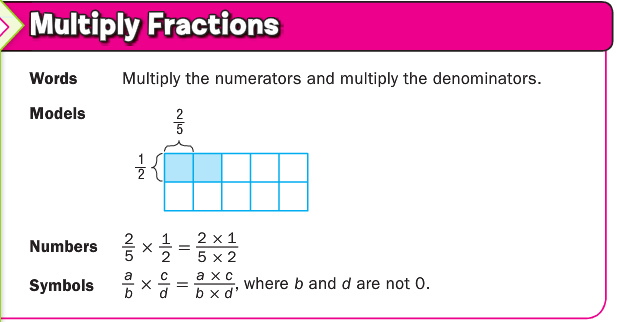 Multiply Fractions
Words Multiply the numerators and multiply the denominators.
Models
2/5
1/2
Numbers 2/5 × 1/2 = 2 × 1/5 × 2
Symbols a/b × c/d = a × c/b × d, where b and d are not 0.